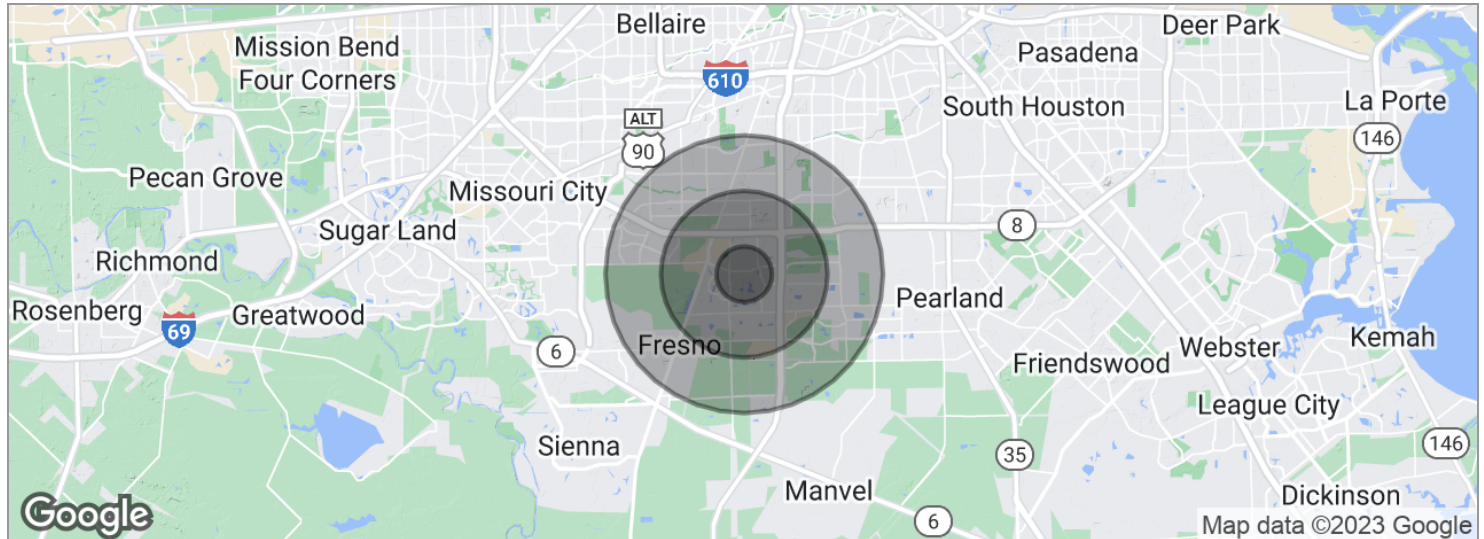 Bellaire
Deer Park
Mission Bend
Four Corners
Pasadena
610
La Porte
South Houston
ALT
90
146
Pecan Grove
Missouri City
Sugar Land
8
Richmond
Rosenberg
Greatwood
69
Pearland
Fresno
6
Friendswood
Webster
Kemah
League City
Sienna
35
146
Manvel
6
Dickinson
Google
Map data ©2023 Google